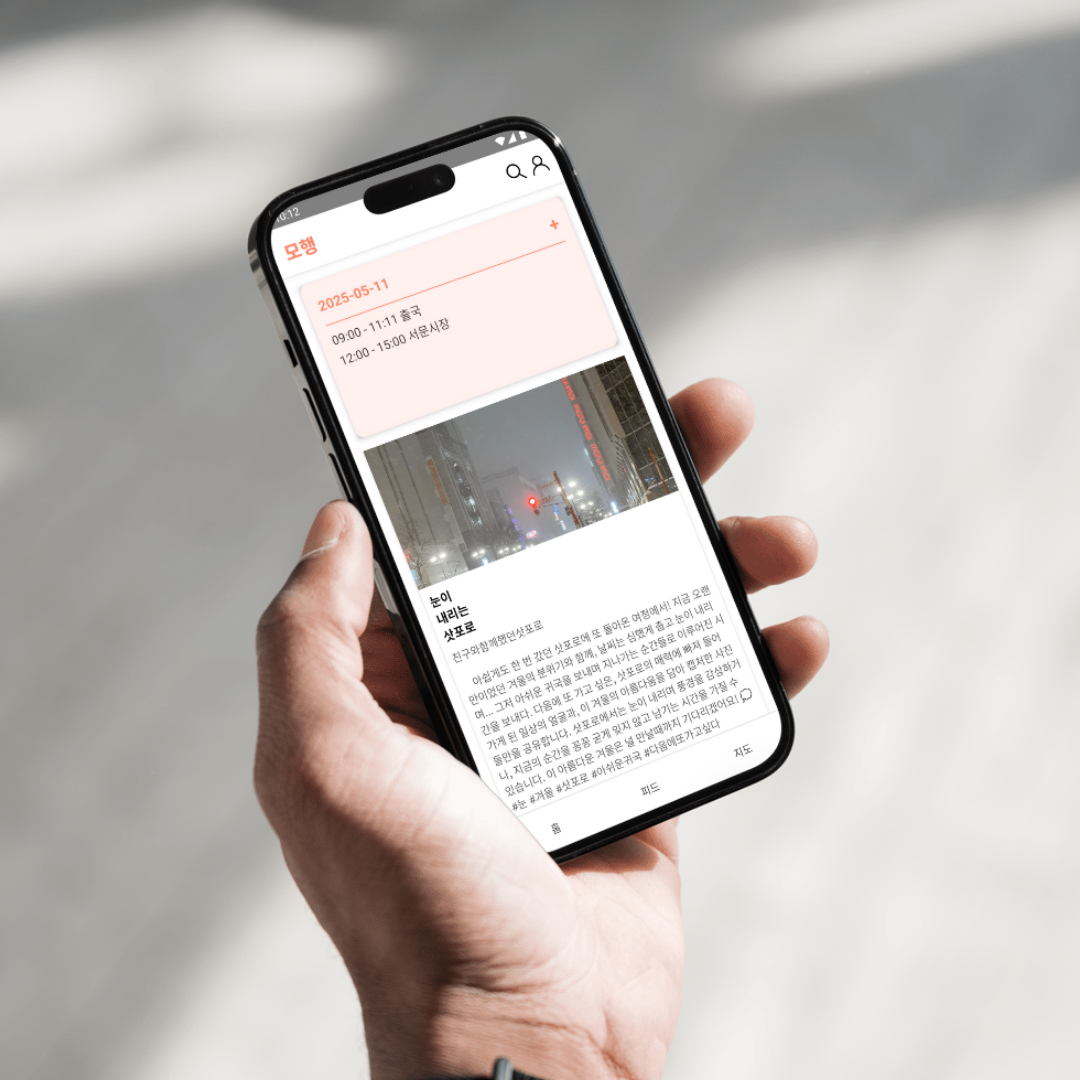 10:12
모행
+
2025-05-11
09:00 - 11:11 출국
12:00 - 15:00 서문시장
눈이
내리는
삿포로
친구와함께했던삿포로
아쉽게도 한 번 갔던 삿포로에 또 돌아온 여정에서! 지금 오랜
만이었던 겨울의 분위기와 함께, 날씨는 심했게 춥고 눈이 내리
며... 그저 아쉬운 귀국을 보내며 지나가는 순간들로 이루어진 시
간을 보내다. 다음에 또 가고 싶은, 삿포로의 매력에 빠져 들어
가게 된 일상의 얼굴과, 이 겨울의 아름다움을 담아 캡처한 사진
들만을 공유합니다. 삿포로에서는 눈이 내리며 풍경을 감상하거
나, 지금의 순간을 꽁꽁 굳게 잊지 않고 남기는 시간을 가질 수
있습니다. 이 아름다운 겨울은 널 만날때까지 기다리겠어요!
#눈 #겨울 #삿포로 #아쉬운귀국 #다음에또가고싶다
홈
피드
지도